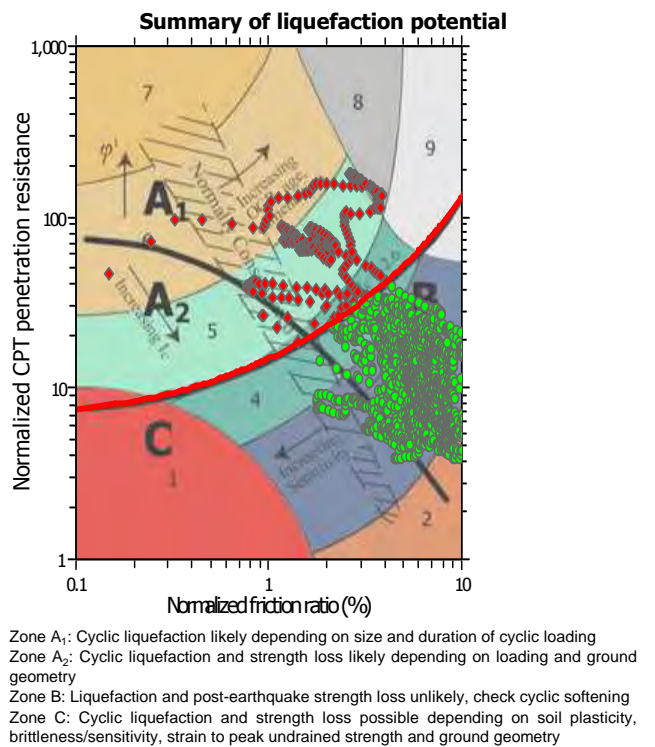 Summary of liquefaction potential
1,000
7
8
9
φ'
Increasing
A1
Normally
100
A2
Increasing Ic
B
5
10
4
C
1
Increasing
Sensitivity
2
1
0.1
1
10
Normalized CPT penetration resistance
Normalized friction ratio (%)
Zone A1: Cyclic liquefaction likely depending on size and duration of cyclic loading
Zone A2: Cyclic liquefaction and strength loss likely depending on loading and ground
geometry
Zone B: Liquefaction and post-earthquake strength loss unlikely, check cyclic softening
Zone C: Cyclic liquefaction and strength loss possible depending on soil plasticity,
brittleness/sensitivity, strain to peak undrained strength and ground geometry